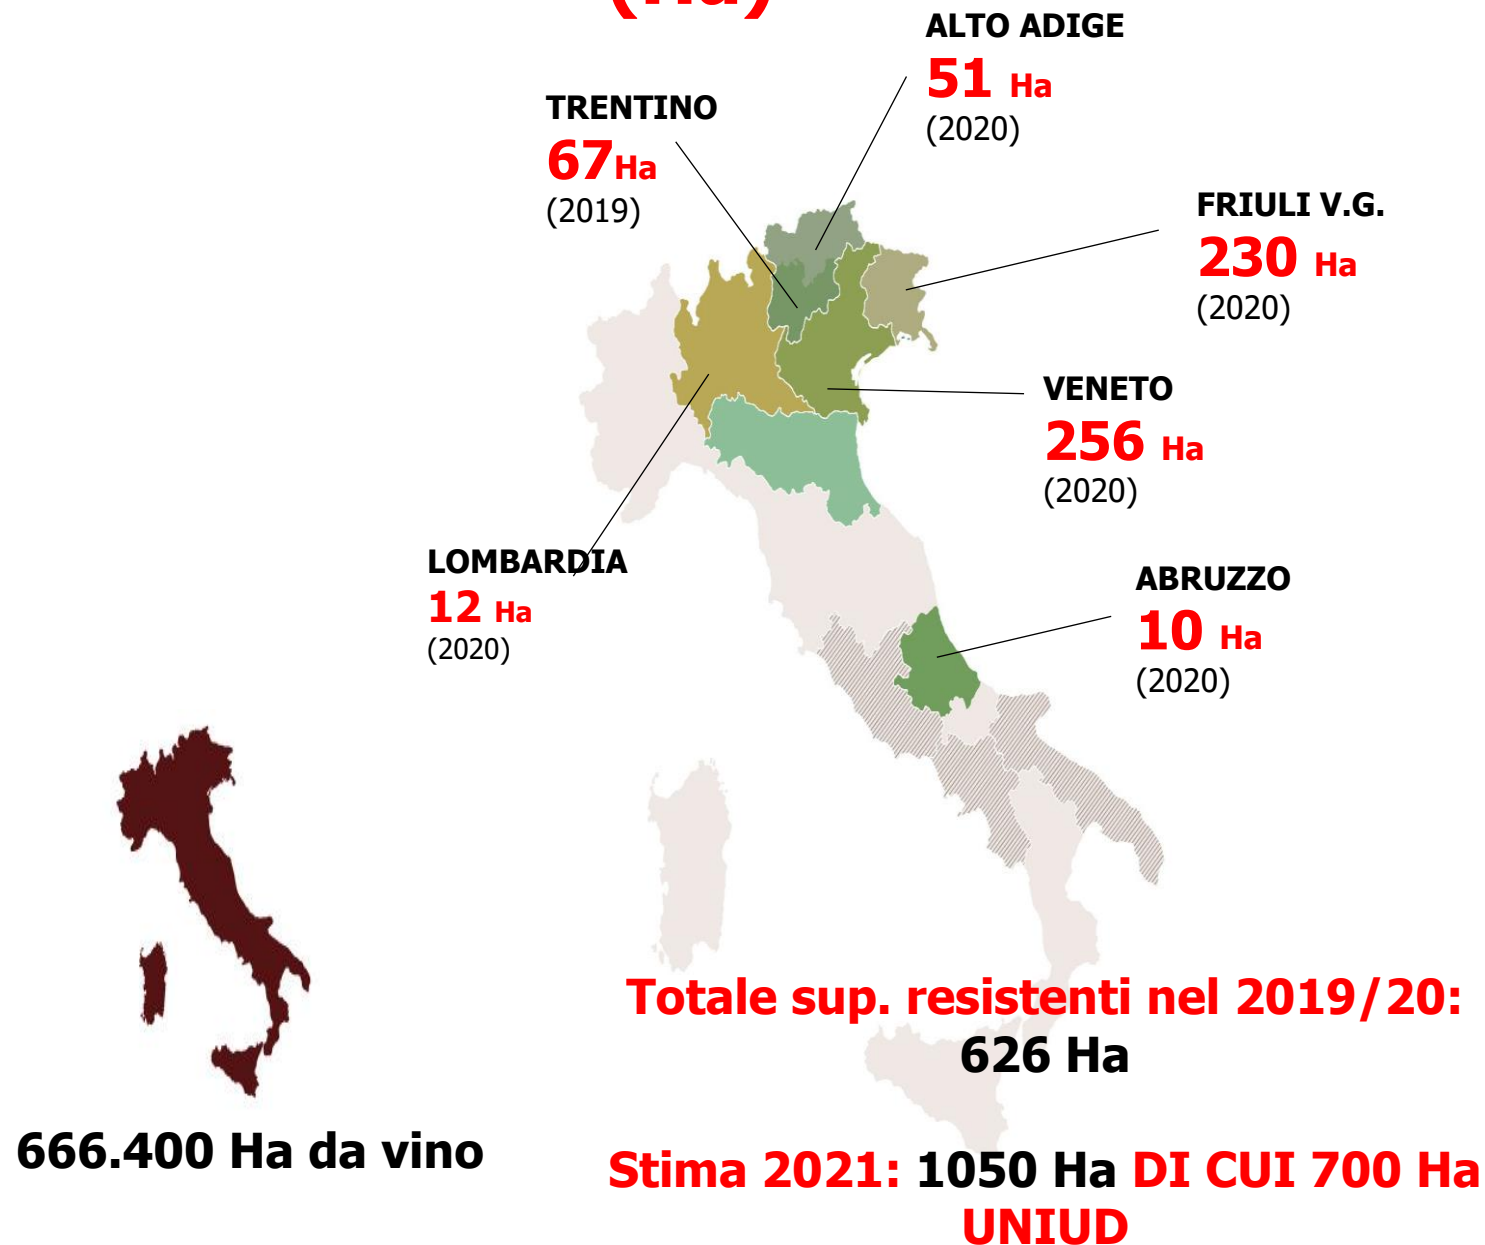 ALTO ADIGE
51 Ha
(2020)
TRENTINO
67Ha
(2019)
FRIULI V.G.
230 Ha
(2020)
VENETO
256 Ha
(2020)
LOMBARDIA
12 Ha
(2020)
ABRUZZO
10 Ha
(2020)
Totale sup. resistenti nel 2019/20:
626 Ha
666.400 Ha da vino
Stima 2021: 1050 Ha DI CUI 700 Ha
UNIUD